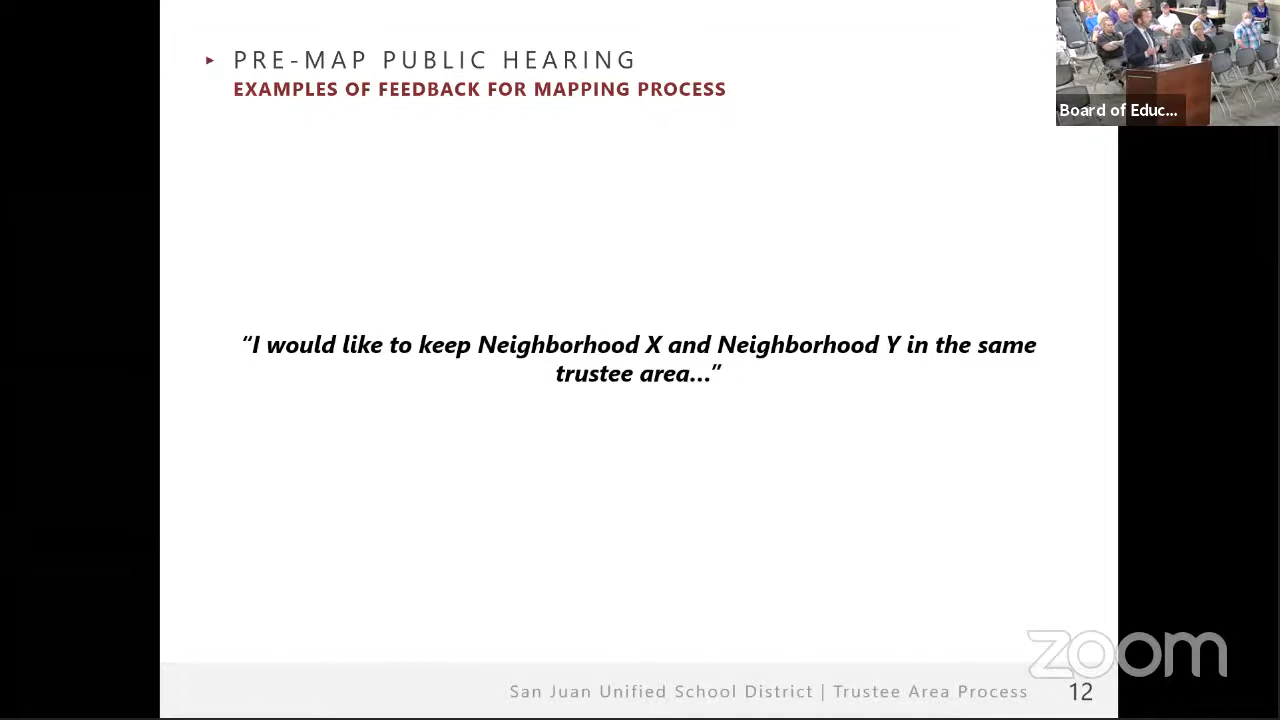 PRE-MAP PUBLIC HEARING
EXAMPLES OF FEEDBACK FOR MAPPING PROCESS
Board of Educ...
“I would like to keep Neighborhood X and Neighborhood Y in the same
trustee area...”
zoom
San Juan Unified School District | Trustee Area Process 12